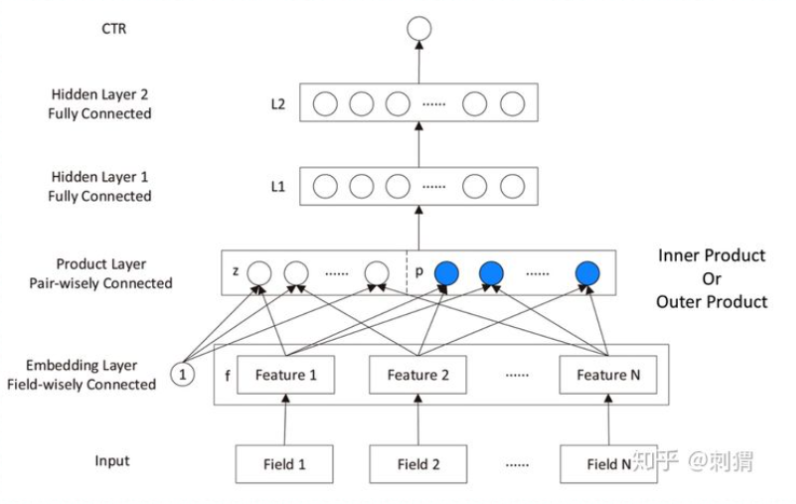 CTR
Hidden Layer 2
Fully Connected
L2
......
Hidden Layer 1
Fully Connected
L1
......
Product Layer
Pair-wisely Connected
z
......
p
......
Inner Product
Or
Outer Product
Embedding Layer
Field-wisely Connected
1
f
Feature 1
Feature 2
......
Feature N
Input
Field 1
Field 2
......
Field N
知乎 @刺猬